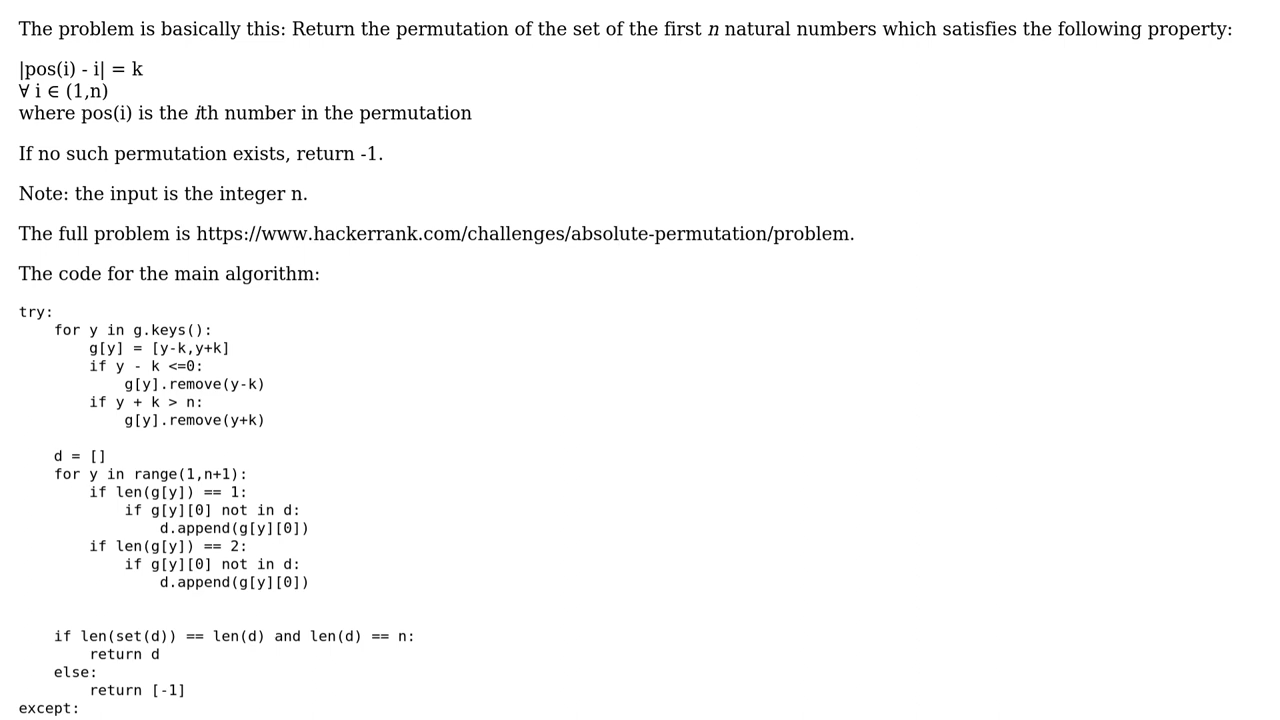 The problem is basically this: Return the permutation of the set of the first n natural numbers which satisfies the following property:
|pos(i) - i| = k
∀ i ∈ (1,n)
where pos(i) is the ith number in the permutation
If no such permutation exists, return -1.
Note: the input is the integer n.
The full problem is https://www.hackerrank.com/challenges/absolute-permutation/problem.
The code for the main algorithm:
try:
    for y in g.keys():
        g[y] = [y-k,y+k]
        if y - k <=0:
            g[y].remove(y-k)
        if y + k > n:
            g[y].remove(y+k)
    d = []
    for y in range(1,n+1):
        if len(g[y]) == 1:
            if g[y][0] not in d:
                d.append(g[y][0])
        if len(g[y]) == 2:
            if g[y][0] not in d:
                d.append(g[y][0])
    if len(set(d)) == len(d) and len(d) == n:
        return d
    else:
        return [-1]
except: